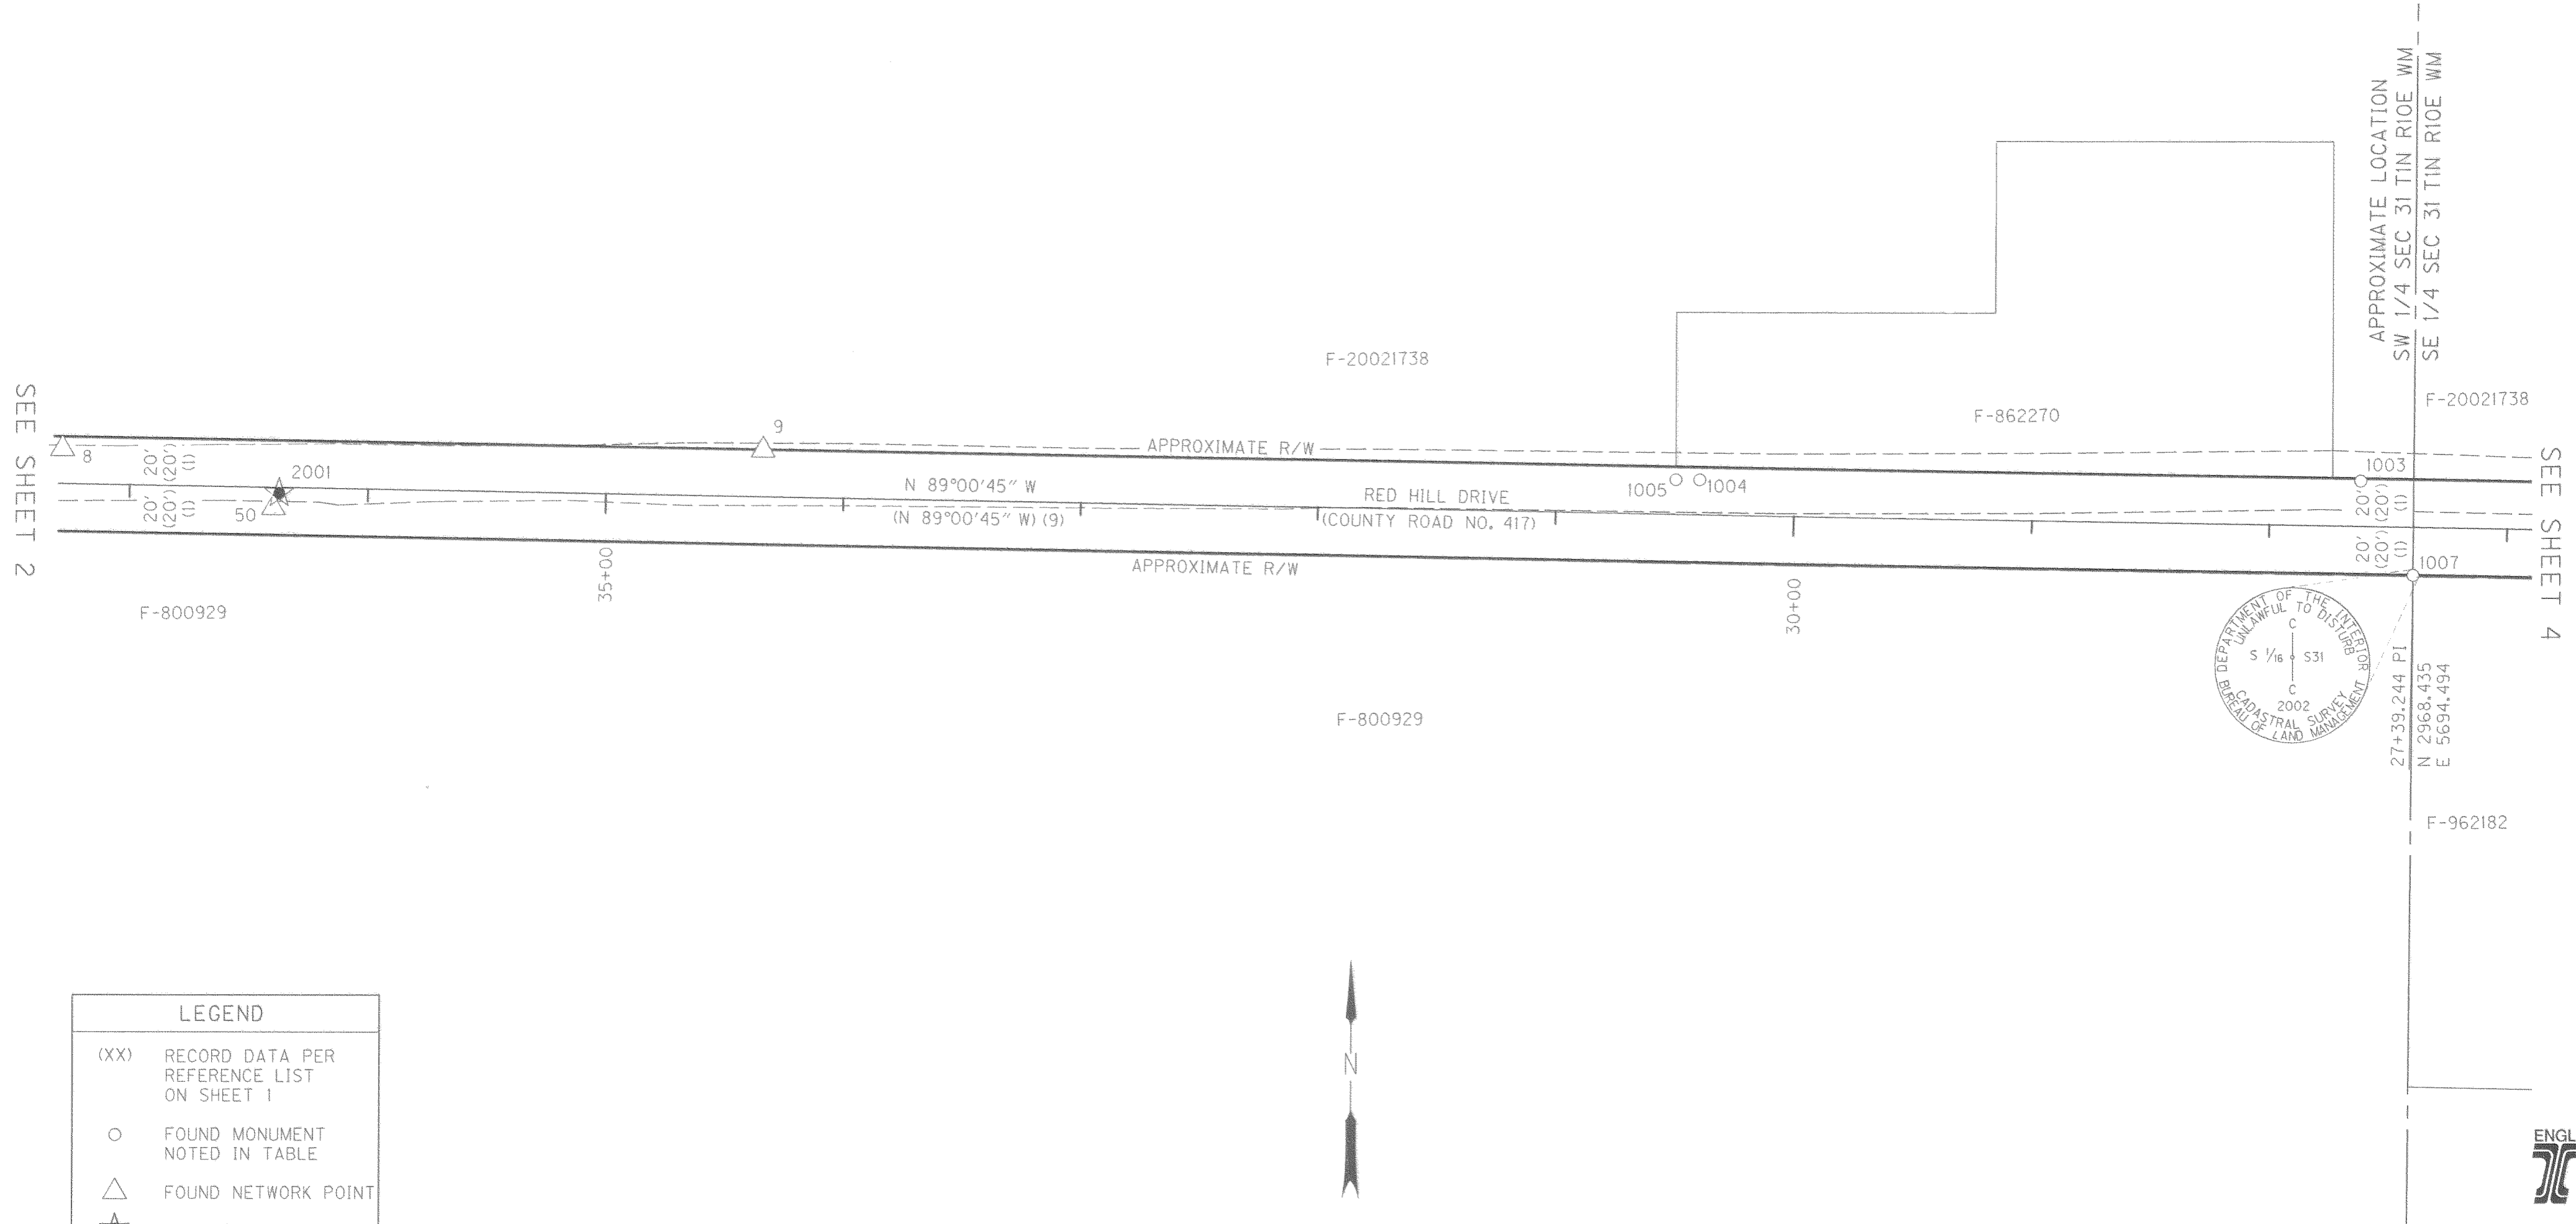 APPROXIMATE LOCATION
SW 1/4 SEC 31 T1N R10E WM
SE 1/4 SEC 31 T1N R10E WM
F-20021738
F-862270
F-20021738
SEE SHEET 2
8
20'
(20')
(1)
20'
(20')
(1)
2001
50
9
APPROXIMATE R/W
N 89°00'45" W
(N 89°00'45" W) (9)
RED HILL DRIVE
(COUNTY ROAD NO. 417)
1005
1004
1003
20'
(20')
(1)
20'
(20')
(1)
SEE SHEET 4
1007
35+00
APPROXIMATE R/W
30+00
F-800929
F-800929
DEPARTMENT OF THE INTERIOR
UNLAWFUL TO DISTURB
C
S 1/16 S31
C
2002
CADASTRAL SURVEY
BUREAU OF LAND MANAGEMENT
27+39.244 PI
N 2968.435
E 5694.494
F-962182
N
LEGEND
(XX) RECORD DATA PER
REFERENCE LIST
ON SHEET 1
FOUND MONUMENT
NOTED IN TABLE
FOUND NETWORK POINT
ENGL